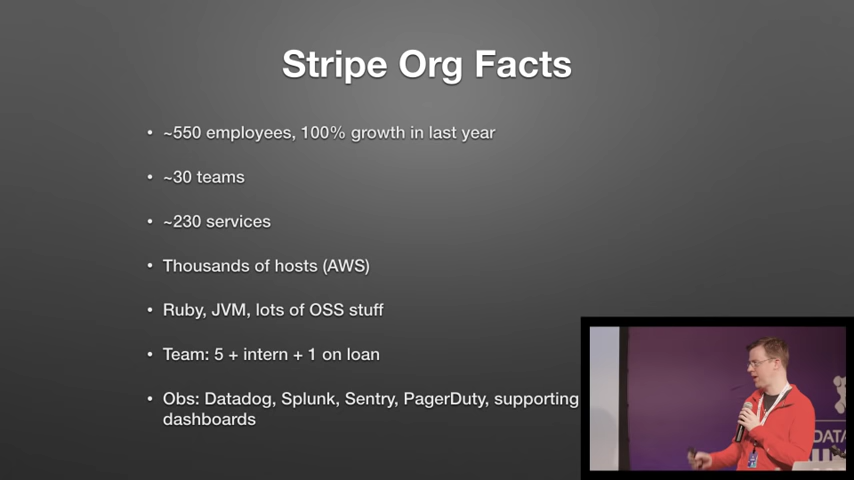 Stripe Org Facts
• ~550 employees, 100% growth in last year
• ~30 teams
• ~230 services
• Thousands of hosts (AWS)
• Ruby, JVM, lots of OSS stuff
• Team: 5 + intern + 1 on loan
• Obs: Datadog, Splunk, Sentry, PagerDuty, supporting
dashboards
DATA